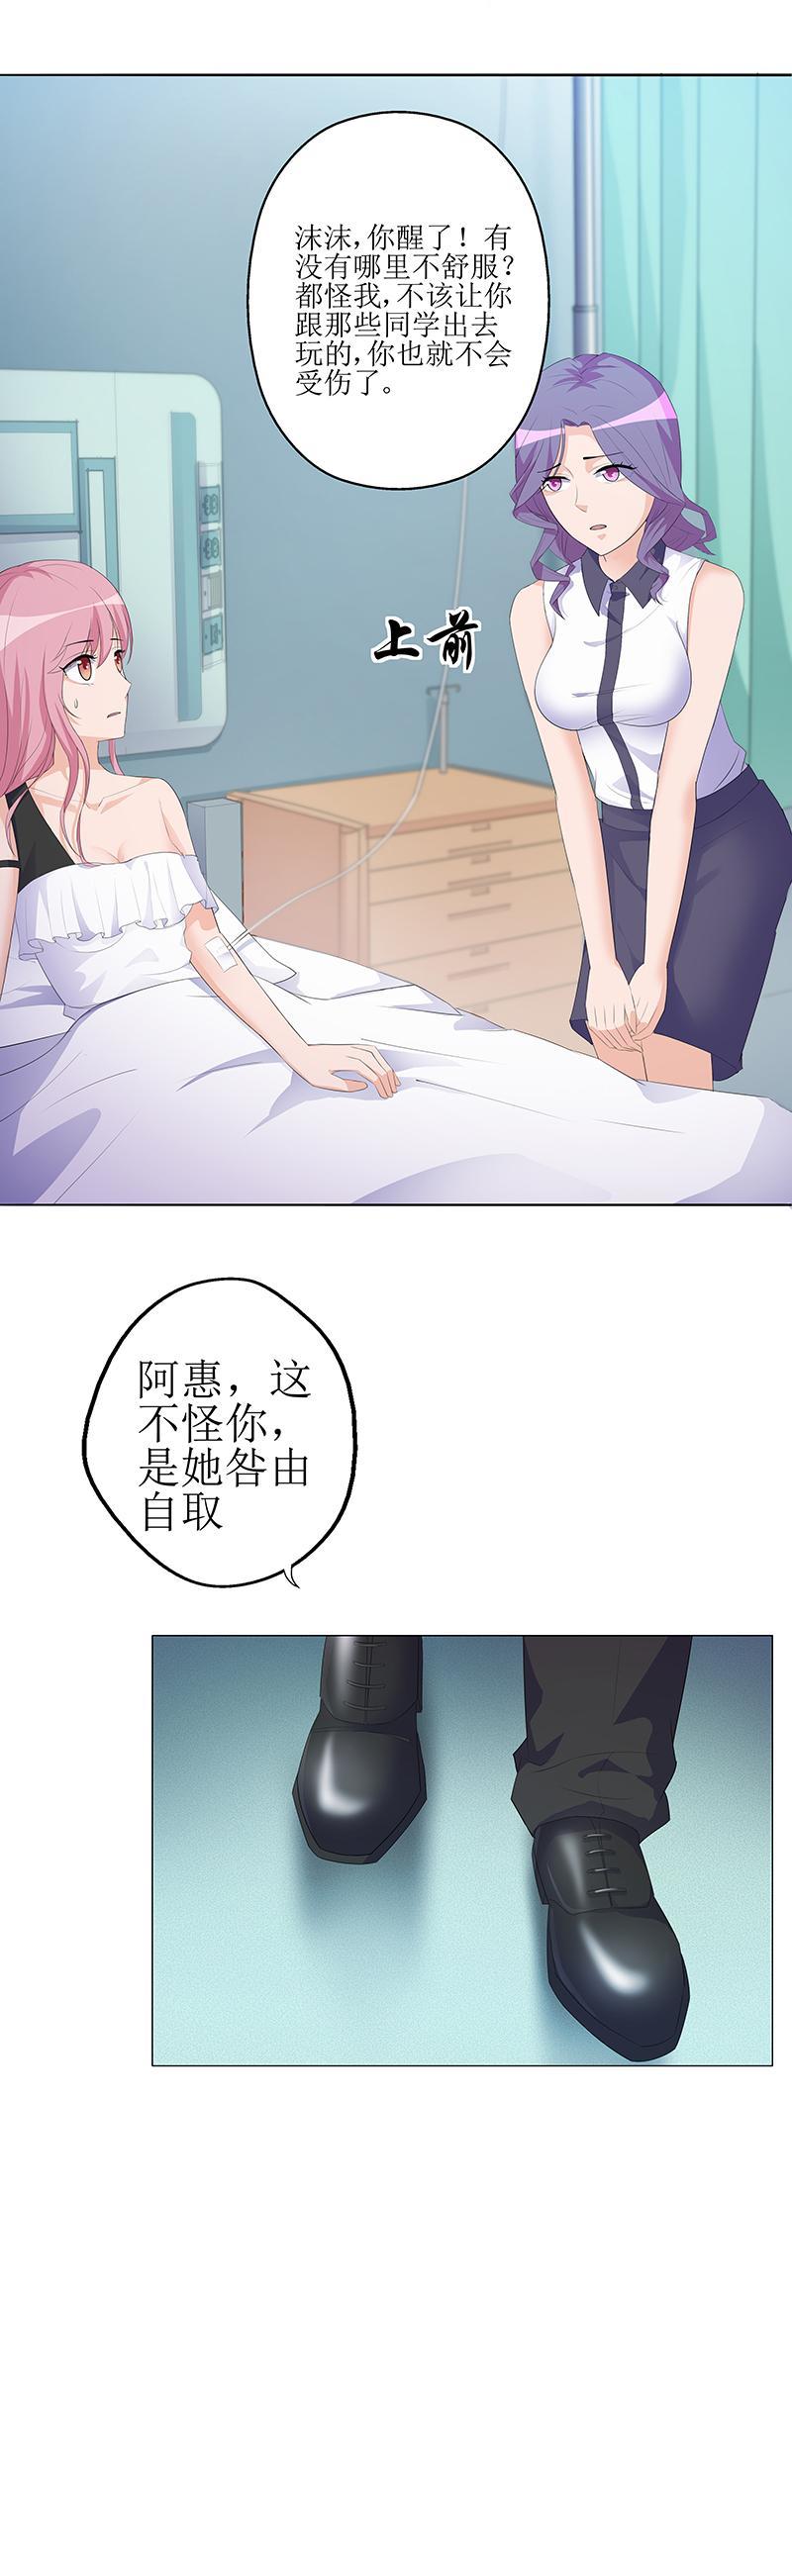 沫沫，你醒了！有
没有哪里不舒服？
都怪我，不该让你
跟那些同学出去
玩的，你也就不会
受伤了。
上前
阿惠，这
不怪你，
是她咎由
自取